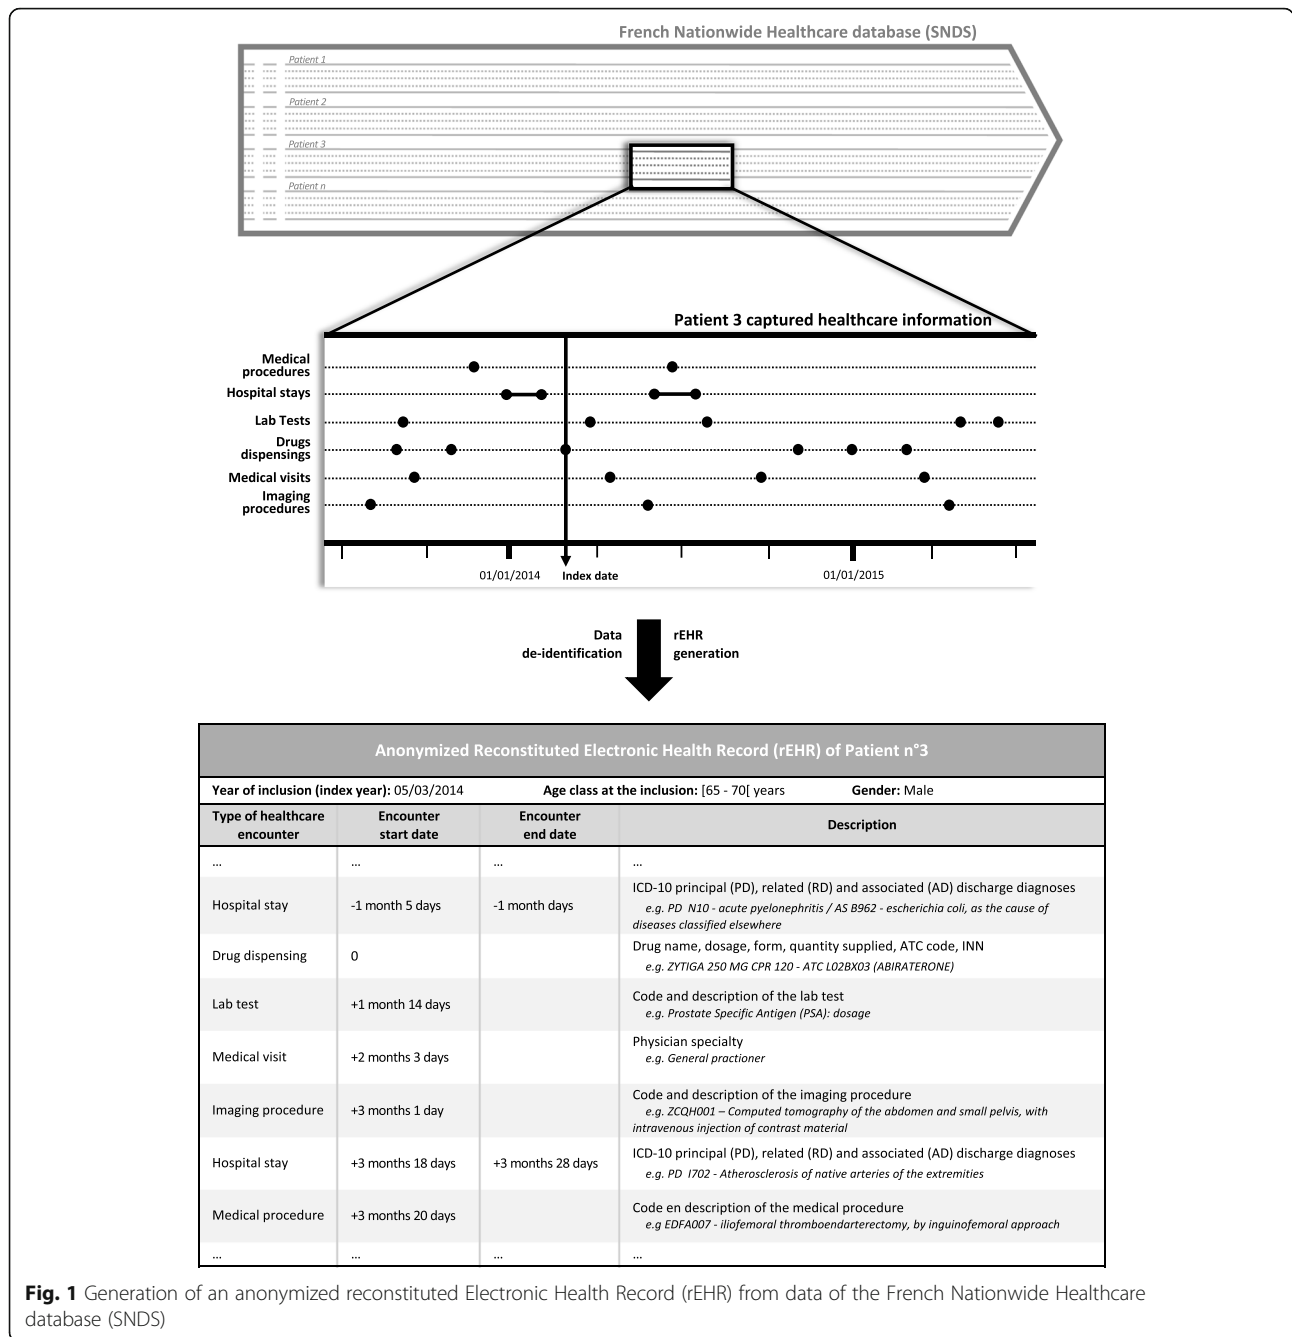 French Nationwide Healthcare database (SNDS)
Patient 1
Patient 2
Patient 3
Patient n
Patient 3 captured healthcare information
Medical
procedures
Hospital stays
Lab Tests
Drugs
dispensings
Medical visits
Imaging
procedures
01/01/2014
Index date
01/01/2015
Data
de-identification
rEHR
generation
Anonymized Reconstituted Electronic Health Record (rEHR) of Patient n°3
Year of inclusion (index year): 05/03/2014 Age class at the inclusion: [65 - 70[ years Gender: Male
Type of healthcare
encounter
Encounter
start date
Encounter
end date
Description
... ... ... ...
Hospital stay -1 month 5 days -1 month days
ICD-10 principal (PD), related (RD) and associated (AD) discharge diagnoses
e.g. PD N10 - acute pyelonephritis / AS B962 - escherichia coli, as the cause of
diseases classified elsewhere
Drug dispensing 0
Drug name, dosage, form, quantity supplied, ATC code, INN
e.g. ZYTIGA 250 MG CPR 120 - ATC L02BX03 (ABIRATERONE)
Lab test +1 month 14 days
Code and description of the lab test
e.g. Prostate Specific Antigen (PSA): dosage
Medical visit +2 months 3 days
Physician specialty
e.g. General practioner
Imaging procedure +3 months 1 day
Code and description of the imaging procedure
e.g. ZCQH001 – Computed tomography of the abdomen and small pelvis, with
intravenous injection of contrast material
Hospital stay +3 months 18 days +3 months 28 days
ICD-10 principal (PD), related (RD) and associated (AD) discharge diagnoses
e.g. PD I702 - Atherosclerosis of native arteries of the extremities
Medical procedure +3 months 20 days
Code en description of the medical procedure
e.g EDFA007 - iliofemoral thromboendarterectomy, by inguinofemoral approach
... ... ... ...
Fig. 1 Generation of an anonymized reconstituted Electronic Health Record (rEHR) from data of the French Nationwide Healthcare
database (SNDS)